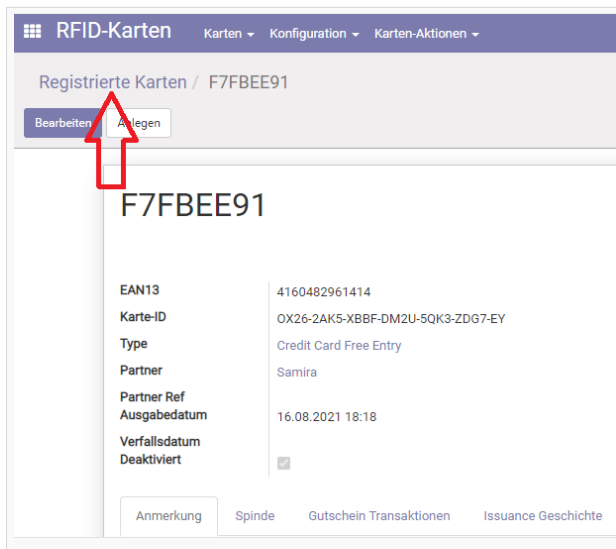 RFID-Karten Karten Konfiguration Karten-Aktionen
Registrierte Karten / F7FBEE91
Bearbeiten Anlegen
F7FBEE91
EAN13 4160482961414
Karte-ID OX26-2AK5-XBBF-DM2U-5QK3-ZDG7-EY
Type Credit Card Free Entry
Partner Samira
Partner Ref
Ausgabedatum 16.08.2021 18:18
Verfallsdatum
Deaktiviert
Anmerkung Spinde Gutschein Transaktionen Issuance Geschichte